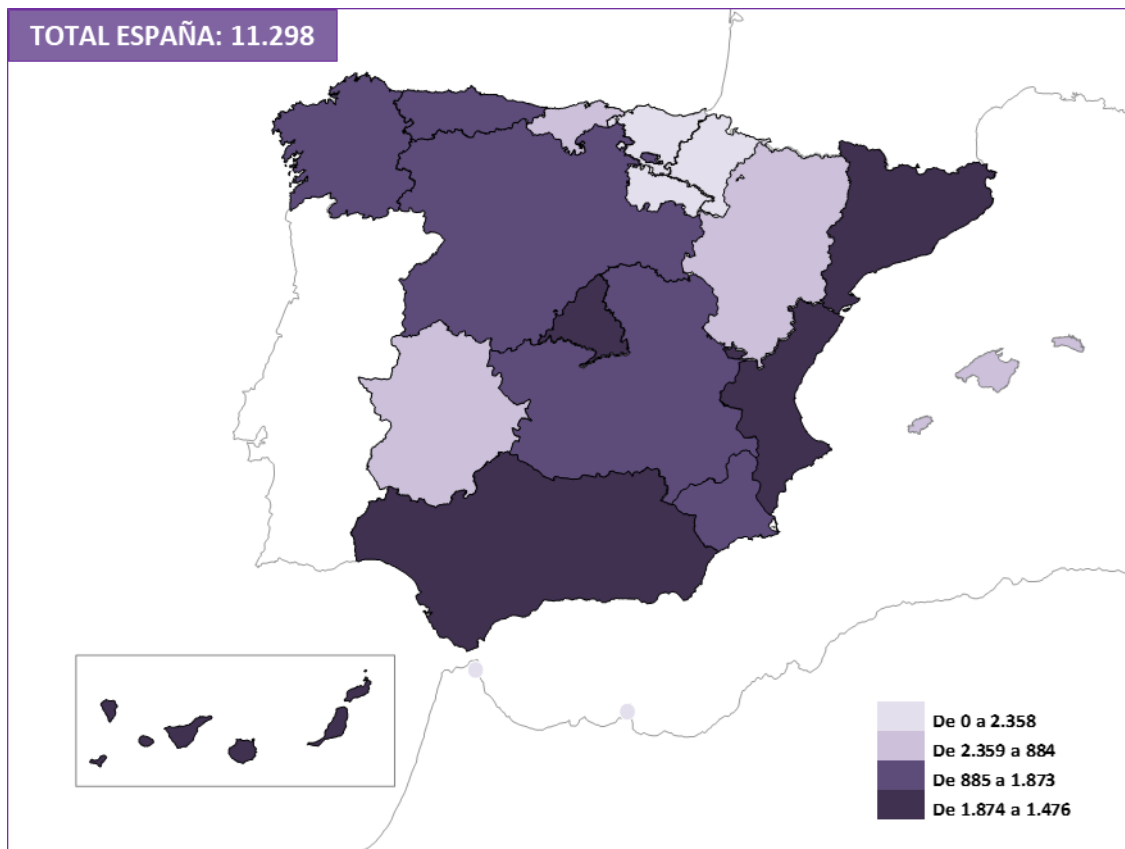 TOTAL ESPAÑA: 11.298
De 0 a 2.358
De 2.359 a 884
De 885 a 1.873
De 1.874 a 1.476